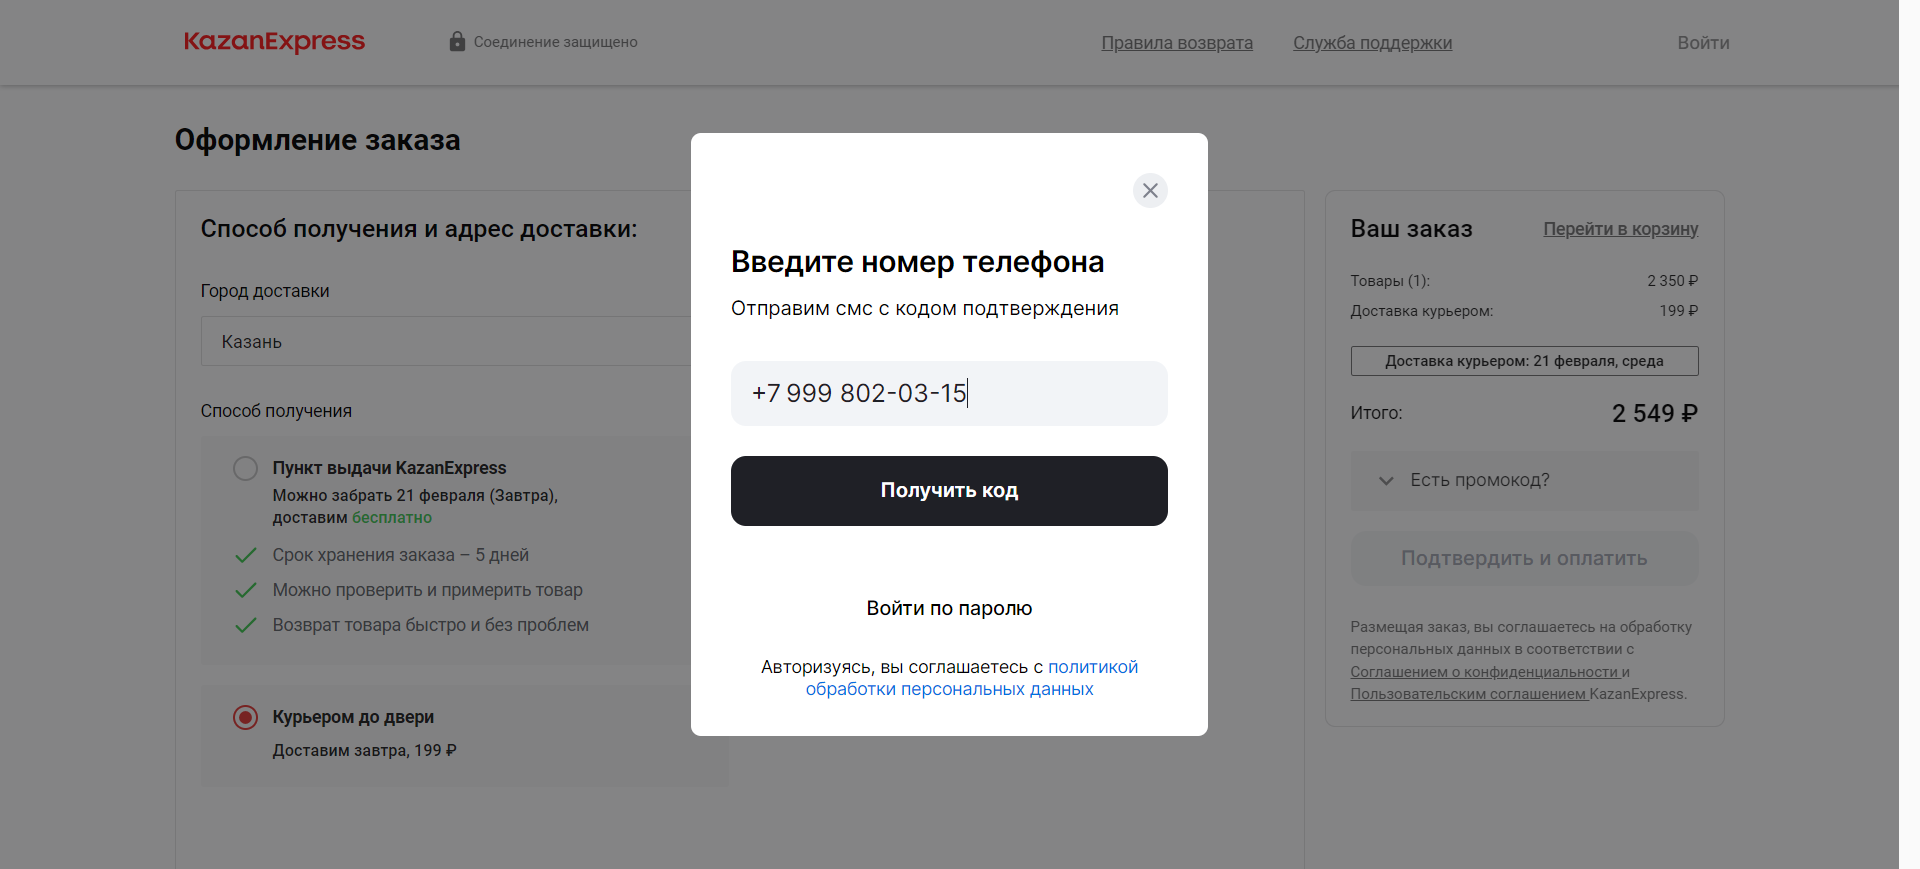 KazanExpress
Соединение защищено
Правила возврата
Служба поддержки
Войти
Оформление заказа
Способ получения и адрес доставки:
Город доставки
Казань
Способ получения
Пункт выдачи KazanExpress
Можно забрать 21 февраля (Завтра),
доставим бесплатно
Срок хранения заказа – 5 дней
Можно проверить и примерить товар
Возврат товара быстро и без проблем
Курьером до двери
Доставим завтра, 199 ₽
Введите номер телефона
Отправим смс с кодом подтверждения
+7 999 802-03-15
Получить код
Войти по паролю
Авторизуясь, вы соглашаетесь с политикой
обработки персональных данных
Ваш заказ
Перейти в корзину
Товары (1): 2 350 ₽
Доставка курьером: 199 ₽
Доставка курьером: 21 февраля, среда
Итого: 2 549 ₽
Есть промокод?
Подтвердить и оплатить
Размещая заказ, вы соглашаетесь на обработку
персональных данных в соответствии с
Соглашением о конфиденциальности и
Пользовательским соглашением KazanExpress.